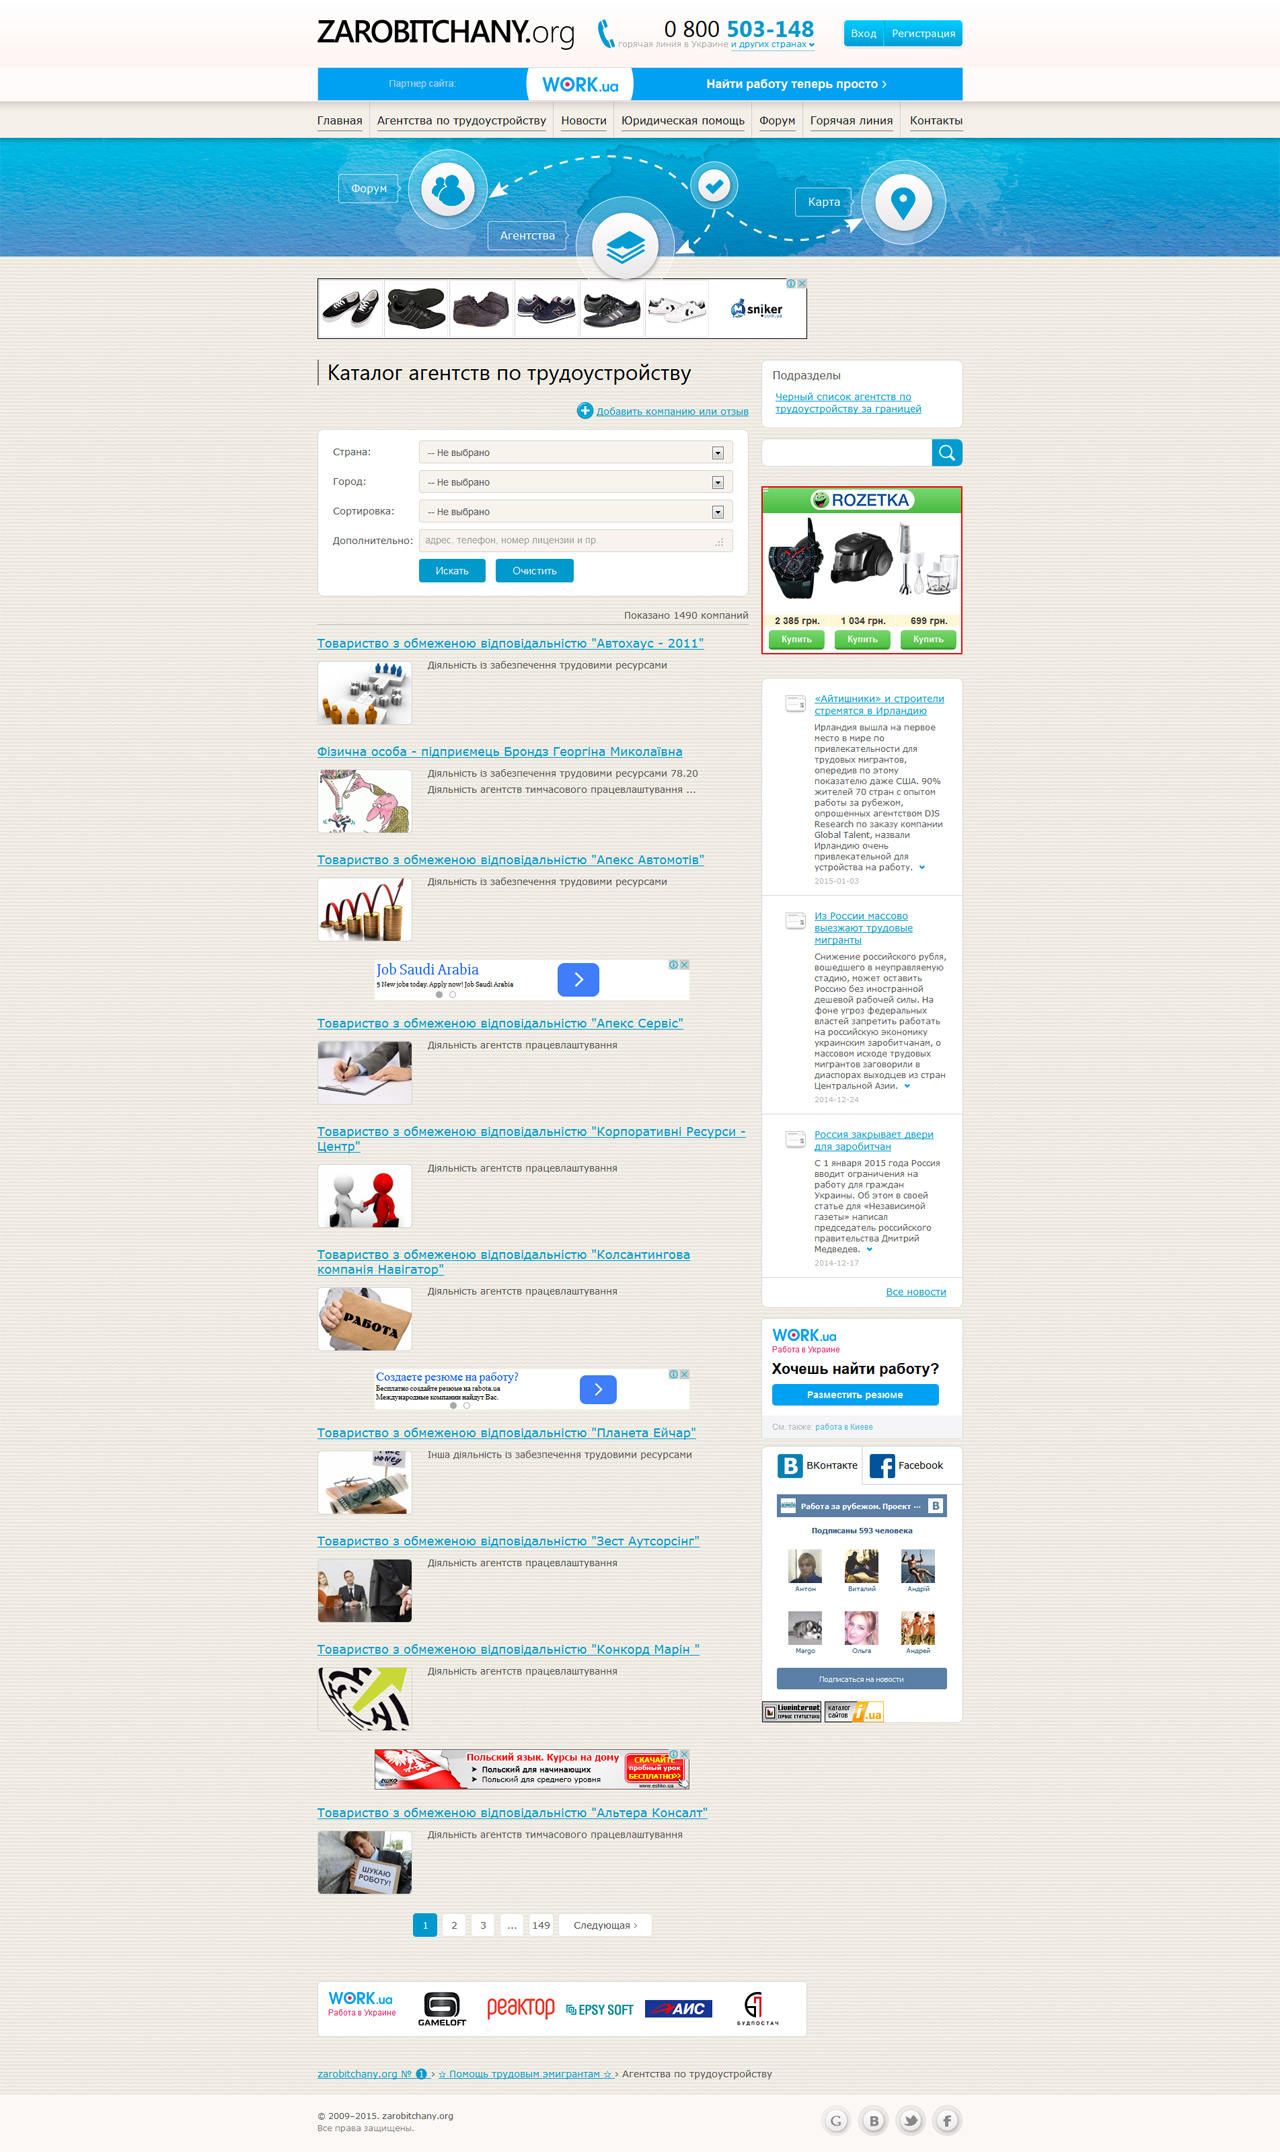 ZAROBITCHANY.org
0 800 503-148
горячая линия в Украине и других странах
Вход
Регистрация
Партнер сайта:
WORK.ua
Найти работу теперь просто ›
Главная
Агентства по трудоустройству
Новости
Юридическая помощь
Форум
Горячая линия
Контакты
Форум
Агентства
Карта
sniker
.com.ua
Каталог агентств по трудоустройству
Добавить компанию или отзыв
Страна:
-- Не выбрано
Город:
-- Не выбрано
Сортировка:
-- Не выбрано
Дополнительно:
адрес, телефон, номер лицензии и пр.
Искать
Очистить
Показано 1490 компаний
Товариство з обмеженою відповідальністю "Автохаус - 2011"
Діяльність із забезпечення трудовими ресурсами
Фізична особа - підприємець Брондз Георгіна Миколаївна
Діяльність із забезпечення трудовими ресурсами 78.20
Діяльність агентств тимчасового працевлаштування ...
Товариство з обмеженою відповідальністю "Апекс Автомотів"
Діяльність із забезпечення трудовими ресурсами
Job Saudi Arabia
9 New jobs today. Apply now! Job Saudi Arabia
Товариство з обмеженою відповідальністю "Апекс Сервіс"
Діяльність агентств працевлаштування
Товариство з обмеженою відповідальністю "Корпоративні Ресурси -
Центр"
Діяльність агентств працевлаштування
Товариство з обмеженою відповідальністю "Колсантингова
компанія Навігатор"
Діяльність агентств працевлаштування
РАБОТА
Создаете резюме на работу?
Бесплатно создайте резюме на rabota.ua
Международные компании найдут Вас.
Товариство з обмеженою відповідальністю "Планета Ейчар"
Інша діяльність із забезпечення трудовими ресурсами
MONEY
Товариство з обмеженою відповідальністю "Зест Аутсорсінг"
Діяльність агентств працевлаштування
Товариство з обмеженою відповідальністю "Конкорд Марін "
Діяльність агентств працевлаштування
Польский язык. Курсы на дому
Польский для начинающих
Польский для среднего уровня
СКАЧАЙТЕ
пробный урок
БЕСПЛАТНО>>
www.eshko.ua
Товариство з обмеженою відповідальністю "Альтера Консалт"
Діяльність агентств тимчасового працевлаштування
ШУКАЮ
РОБОТУ!
1
2
3
...
149
Следующая ›
Подразделы
Черный список агентств по
трудоустройству за границей
ROZETKA
2 385 грн.
1 034 грн.
699 грн.
Купить
Купить
Купить
«Айтишники» и строители
стремятся в Ирландию
Ирландия вышла на первое
место в мире по
привлекательности для
трудовых мигрантов,
опередив по этому
показателю даже США. 90%
жителей 70 стран с опытом
работы за рубежом,
опрошенных агентством DJS
Research по заказу компании
Global Talent, назвали
Ирландию очень
привлекательной для
устройства на работу.
2015-01-03
Из России массово
выезжают трудовые
мигранты
Снижение российского рубля,
вошедшего в неуправляемую
стадию, может оставить
Россию без иностранной
дешевой рабочей силы. На
фоне угроз федеральных
властей запретить работать
на российскую экономику
украинским заробитчанам, о
массовом исходе трудовых
мигрантов заговорили в
диаспорах выходцев из стран
Центральной Азии.
2014-12-24
Россия закрывает двери
для заробитчан
С 1 января 2015 года Россия
вводит ограничения на
работу для граждан
Украины. Об этом в своей
статье для «Независимой
газеты» написал
председатель российского
правительства Дмитрий
Медведев.
2014-12-17
Все новости
WORK.ua
Работа в Украине
Хочешь найти работу?
Разместить резюме
См. также: работа в Киеве
ВКонтакте
Facebook
Работа за рубежом. Проект ...
Подписаны 593 человека
Антон
Виталий
Андрій
Margo
Ольга
Андрей
Подписаться на новости
LiveInternet
СЕРВИС СТАТИСТИКИ
каталог
сайтов
i.ua
WORK.ua
Работа в Украине
GAMELOFT
реактор
EPSY SOFT
АИС
БУДПОСТАЧ
zarobitchany.org № 1 › ☆ Помощь трудовым эмигрантам ☆ › Агентства по трудоустройству
© 2009–2015. zarobitchany.org
Все права защищены.